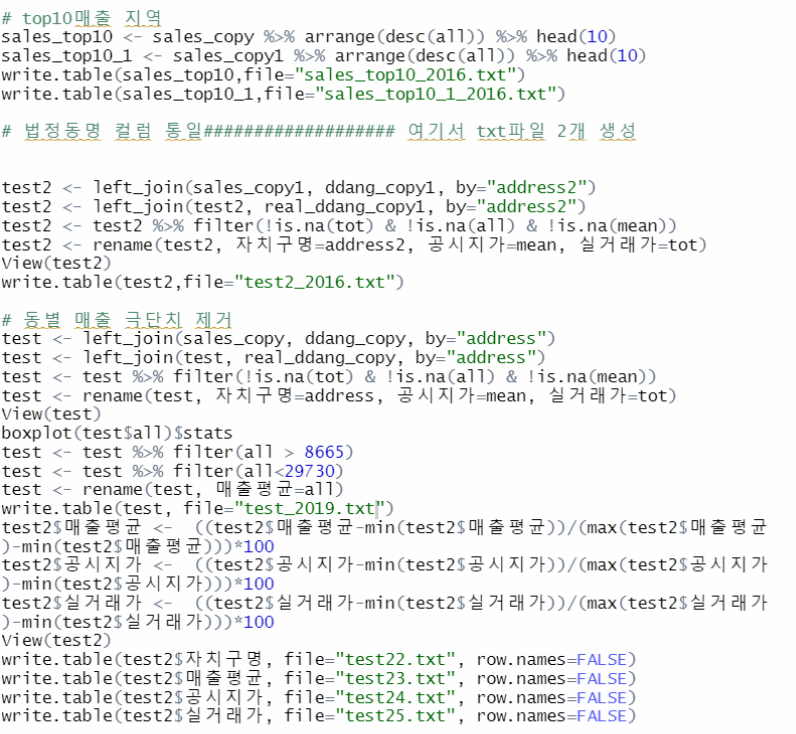 # top10매출 지역
sales_top10 <- sales_copy %>% arrange(desc(all)) %>% head(10)
sales_top10_1 <- sales_copy1 %>% arrange(desc(all)) %>% head(10)
write.table(sales_top10,file="sales_top10_2016.txt")
write.table(sales_top10_1,file="sales_top10_1_2016.txt")
# 법정동명 컬럼 통일################### 여기서 txt파일 2개 생성
test2 <- left_join(sales_copy1, ddang_copy1, by="address2")
test2 <- left_join(test2, real_ddang_copy1, by="address2")
test2 <- test2 %>% filter(!is.na(tot) & !is.na(all) & !is.na(mean))
test2 <- rename(test2, 자치구명=address2, 공시지가=mean, 실거래가=tot)
View(test2)
write.table(test2,file="test2_2016.txt")
# 동별 매출 극단치 제거
test <- left_join(sales_copy, ddang_copy, by="address")
test <- left_join(test, real_ddang_copy, by="address")
test <- test %>% filter(!is.na(tot) & !is.na(all) & !is.na(mean))
test <- rename(test, 자치구명=address, 공시지가=mean, 실거래가=tot)
View(test)
boxplot(test$all)$stats
test <- test %>% filter(all > 8665)
test <- test %>% filter(all<29730)
test <- rename(test, 매출평균=all)
write.table(test, file="test_2019.txt")
test2$매출평균 <-  ((test2$매출평균-min(test2$매출평균))/(max(test2$매출평균
)-min(test2$매출평균)))*100
test2$공시지가 <-  ((test2$공시지가-min(test2$공시지가))/(max(test2$공시지가
)-min(test2$공시지가)))*100
test2$실거래가 <-  ((test2$실거래가-min(test2$실거래가))/(max(test2$실거래가
)-min(test2$실거래가)))*100
View(test2)
write.table(test2$자치구명, file="test22.txt", row.names=FALSE)
write.table(test2$매출평균, file="test23.txt", row.names=FALSE)
write.table(test2$공시지가, file="test24.txt", row.names=FALSE)
write.table(test2$실거래가, file="test25.txt", row.names=FALSE)